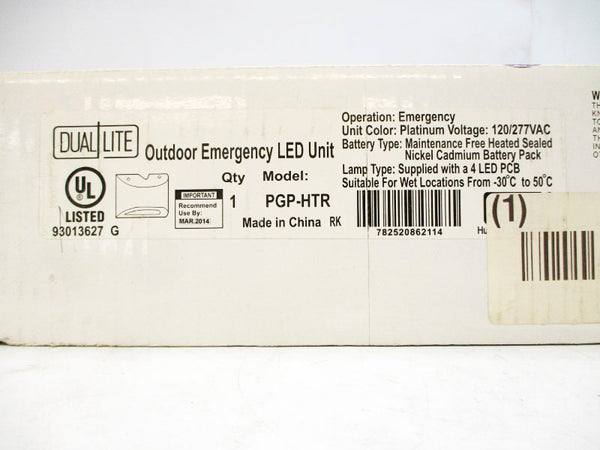 DUAL LITE
Outdoor Emergency LED Unit
Qty Model:
1 PGP-HTR
Made in China RK
UL
LISTED
93013627 G
IMPORTANT
Recommend
Use By:
MAR.2014
Operation: Emergency
Unit Color: Platinum Voltage: 120/277VAC
Battery Type: Maintenance Free Heated Sealed
Nickel Cadmium Battery Pack
Lamp Type: Supplied with a 4 LED PCB
Suitable For Wet Locations From -30°C to 50°C
782520862114
(1)